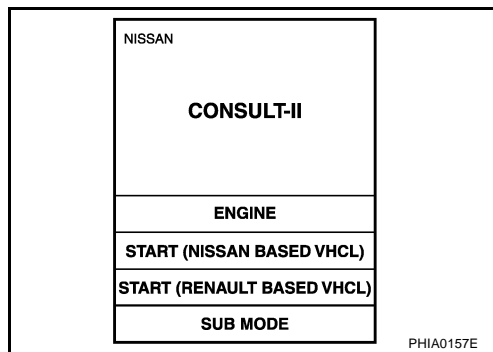 NISSAN
CONSULT-II
ENGINE
START (NISSAN BASED VHCL)
START (RENAULT BASED VHCL)
SUB MODE
PHIA0157E